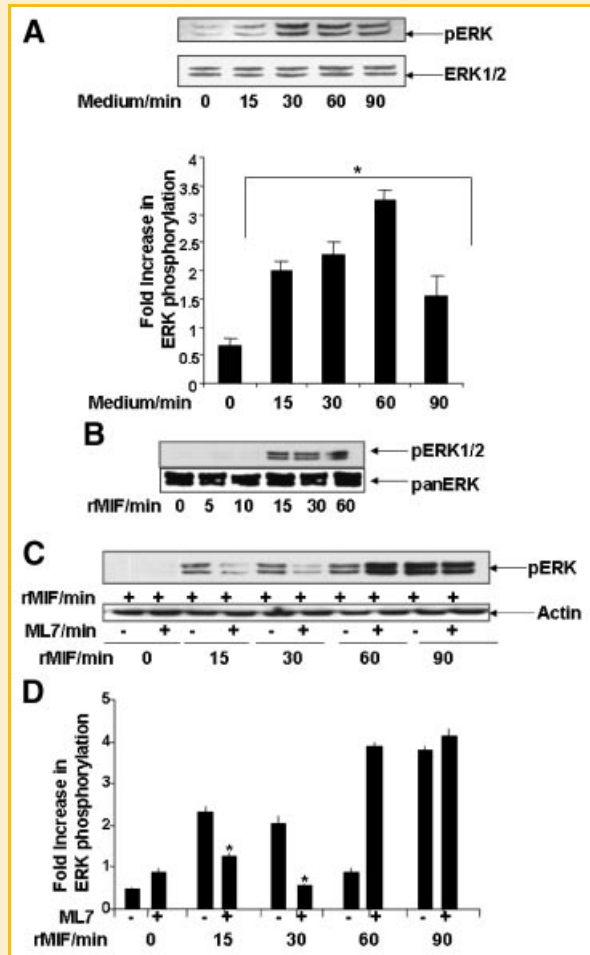 A
pERK
ERK1/2
Medium/min 0 15 30 60 90
*
Fold Increase in
ERK phosphorylation
4
3.5
3
2.5
2
1.5
1
0.5
0
Medium/min 0 15 30 60 90
B
pERK1/2
panERK
rMIF/min 0 5 10 15 30 60
C
pERK
rMIF/min + + + + + + + + + +
Actin
ML7/min - + - + - + - + - +
rMIF/min 0 15 30 60 90
D
Fold Increase in
ERK phosphorylation
5
4
3
2
1
0
* *
ML7 - + - + - + - + - +
rMIF/min 0 15 30 60 90